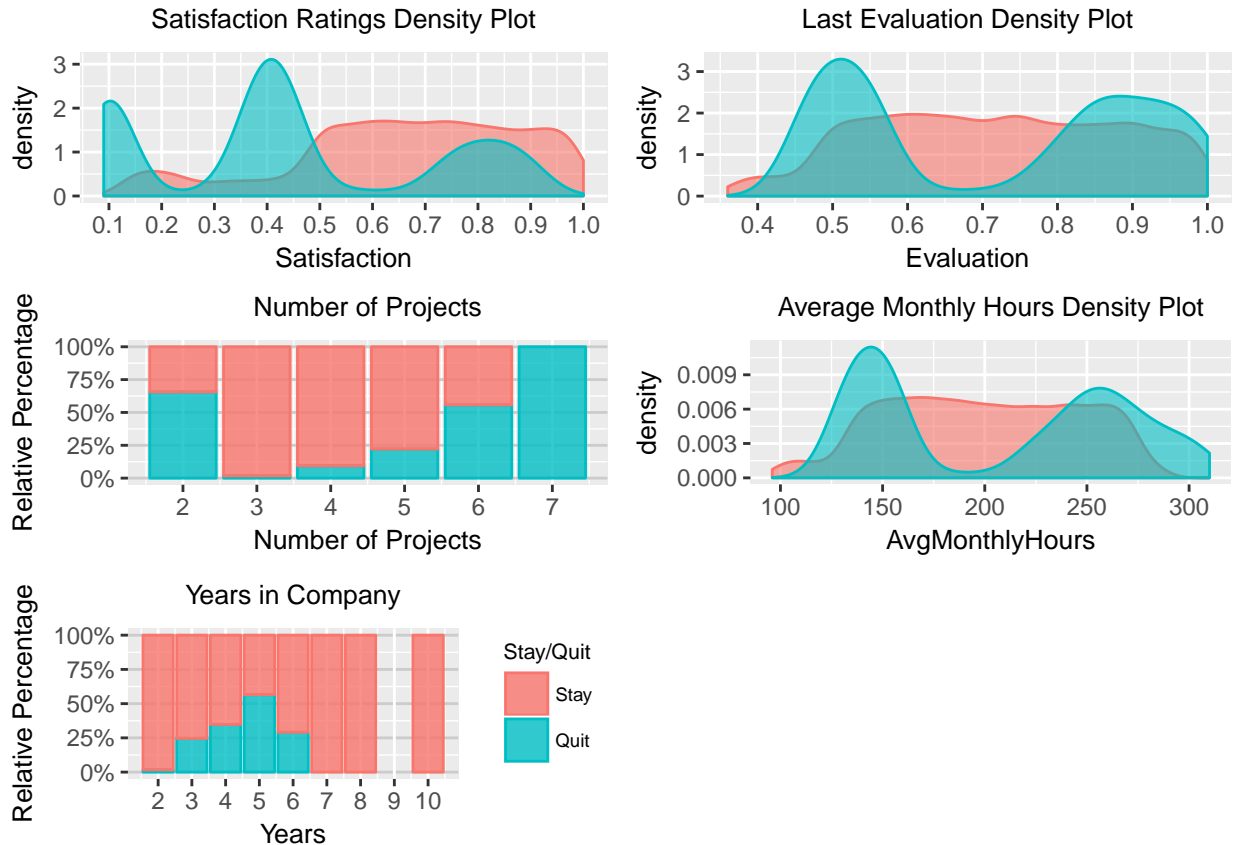 Satisfaction Ratings Density Plot
density
3
2
1
0
0.1 0.2 0.3 0.4 0.5 0.6 0.7 0.8 0.9 1.0
Satisfaction
Last Evaluation Density Plot
density
3
2
1
0
0.4 0.5 0.6 0.7 0.8 0.9 1.0
Evaluation
Number of Projects
Relative Percentage
100%
75%
50%
25%
0%
2 3 4 5 6 7
Number of Projects
Average Monthly Hours Density Plot
density
0.009
0.006
0.003
0.000
100 150 200 250 300
AvgMonthlyHours
Years in Company
Relative Percentage
100%
75%
50%
25%
0%
2 3 4 5 6 7 8 9 10
Years
Stay/Quit
Stay
Quit